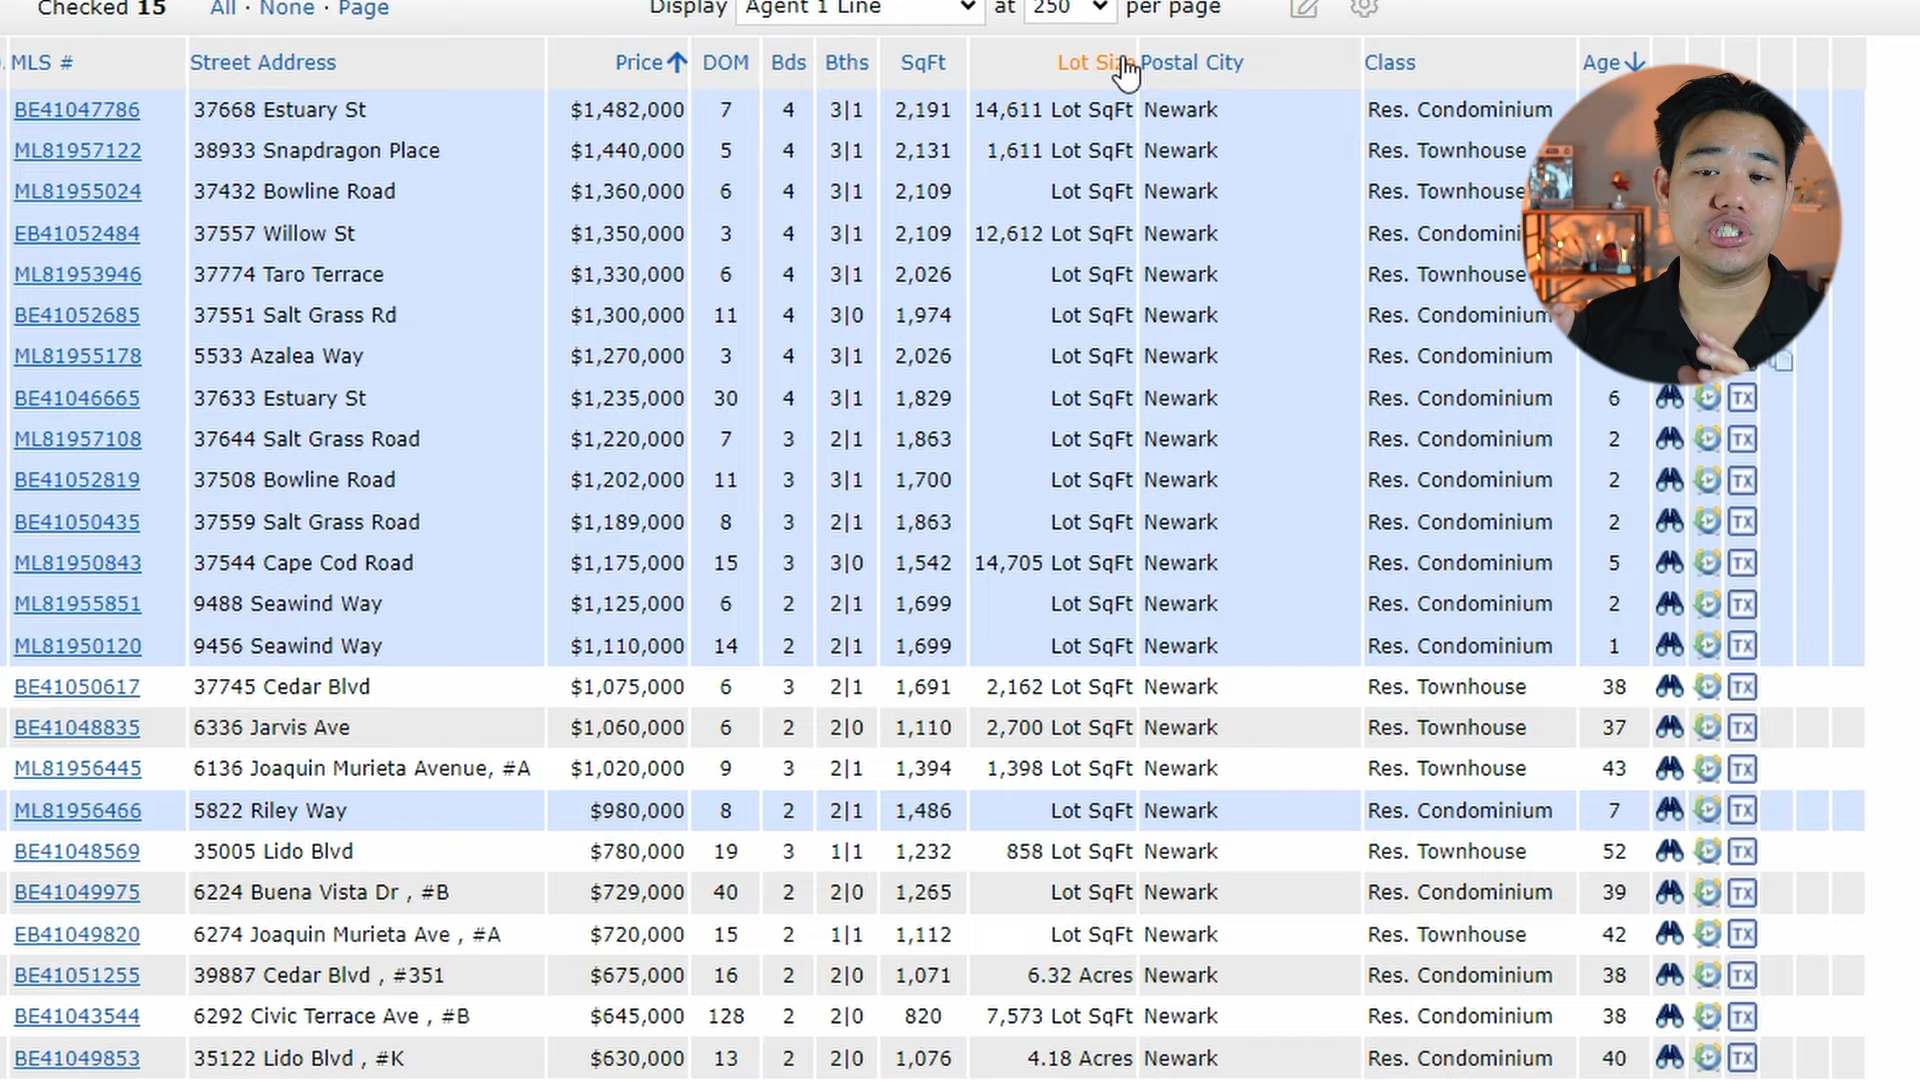 Checked 15 All · None · Page Display Agent 1 Line at 250 per page
MLS # Street Address Price DOM Bds Bths SqFt Lot Size Postal City Class Age
BE41047786 37668 Estuary St $1,482,000 7 4 3|1 2,191 14,611 Lot SqFt Newark Res. Condominium
ML81957122 38933 Snapdragon Place $1,440,000 5 4 3|1 2,131 1,611 Lot SqFt Newark Res. Townhouse
ML81955024 37432 Bowline Road $1,360,000 6 4 3|1 2,109 Lot SqFt Newark Res. Townhouse
EB41052484 37557 Willow St $1,350,000 3 4 3|1 2,109 12,612 Lot SqFt Newark Res. Condomini
ML81953946 37774 Taro Terrace $1,330,000 6 4 3|1 2,026 Lot SqFt Newark Res. Townhouse
BE41052685 37551 Salt Grass Rd $1,300,000 11 4 3|0 1,974 Lot SqFt Newark Res. Condominium
ML81955178 5533 Azalea Way $1,270,000 3 4 3|1 2,026 Lot SqFt Newark Res. Condominium
BE41046665 37633 Estuary St $1,235,000 30 4 3|1 1,829 Lot SqFt Newark Res. Condominium 6 TX
ML81957108 37644 Salt Grass Road $1,220,000 7 3 2|1 1,863 Lot SqFt Newark Res. Condominium 2 TX
BE41052819 37508 Bowline Road $1,202,000 11 3 3|1 1,700 Lot SqFt Newark Res. Condominium 2 TX
BE41050435 37559 Salt Grass Road $1,189,000 8 3 2|1 1,863 Lot SqFt Newark Res. Condominium 2 TX
ML81950843 37544 Cape Cod Road $1,175,000 15 3 3|0 1,542 14,705 Lot SqFt Newark Res. Condominium 5 TX
ML81955851 9488 Seawind Way $1,125,000 6 2 2|1 1,699 Lot SqFt Newark Res. Condominium 2 TX
ML81950120 9456 Seawind Way $1,110,000 14 2 2|1 1,699 Lot SqFt Newark Res. Condominium 1 TX
BE41050617 37745 Cedar Blvd $1,075,000 6 3 2|1 1,691 2,162 Lot SqFt Newark Res. Townhouse 38 TX
BE41048835 6336 Jarvis Ave $1,060,000 6 2 2|0 1,110 2,700 Lot SqFt Newark Res. Townhouse 37 TX
ML81956445 6136 Joaquin Murieta Avenue, #A $1,020,000 9 3 2|1 1,394 1,398 Lot SqFt Newark Res. Townhouse 43 TX
ML81956466 5822 Riley Way $980,000 8 2 2|1 1,486 Lot SqFt Newark Res. Condominium 7 TX
BE41048569 35005 Lido Blvd $780,000 19 3 1|1 1,232 858 Lot SqFt Newark Res. Townhouse 52 TX
BE41049975 6224 Buena Vista Dr , #B $729,000 40 2 2|0 1,265 Lot SqFt Newark Res. Condominium 39 TX
EB41049820 6274 Joaquin Murieta Ave , #A $720,000 15 2 1|1 1,112 Lot SqFt Newark Res. Townhouse 42 TX
BE41051255 39887 Cedar Blvd , #351 $675,000 16 2 2|0 1,071 6.32 Acres Newark Res. Condominium 38 TX
BE41043544 6292 Civic Terrace Ave , #B $645,000 128 2 2|0 820 7,573 Lot SqFt Newark Res. Condominium 38 TX
BE41049853 35122 Lido Blvd , #K $630,000 13 2 2|0 1,076 4.18 Acres Newark Res. Condominium 40 TX